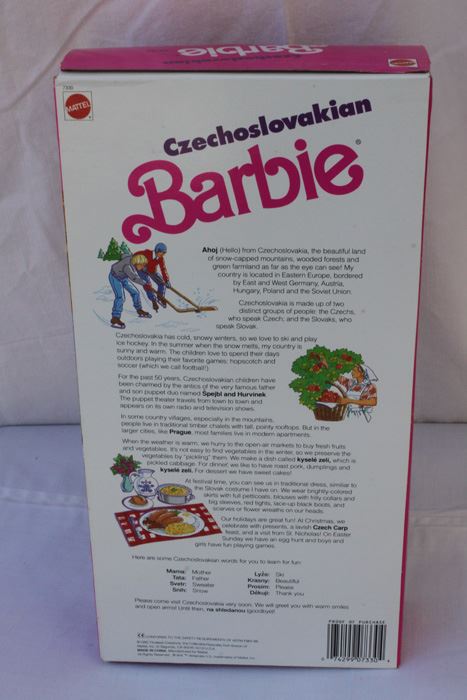 Czechoslovakian
Barbie
7330
MATTEL
Czechoslovakian
Barbie®
Ahoj (Hello) from Czechoslovakia, the beautiful land
of snow-capped mountains, wooded forests and
green farmland as far as the eye can see! My
country is located in Eastern Europe, bordered
by East and West Germany, Austria,
Hungary, Poland and the Soviet Union.
Czechoslovakia is made up of two
distinct groups of people: the Czechs,
who speak Czech; and the Slovaks, who
speak Slovak.
Czechoslovakia has cold, snowy winters, so we love to ski and play
ice hockey. In the summer when the snow melts, my country is
sunny and warm. The children love to spend their days
outdoors playing their favorite games: hopscotch and
soccer (which we call football!).
For the past 50 years, Czechoslovakian children have
been charmed by the antics of the very famous father
and son puppet duo named Špejbl and Hurvínek.
The puppet theater travels from town to town and
appears on its own radio and television shows.
In some country villages, especially in the mountains,
people live in traditional timber chalets with tall, pointy rooftops. But in the
larger cities, like Prague, most families live in modern apartments.
When the weather is warm, we hurry to the open-air markets to buy fresh fruits
and vegetables. It's not easy to find vegetables in the winter, so we preserve the
vegetables by "pickling" them. We make a dish called kyselé zelí, which is
pickled cabbage. For dinner, we like to have roast pork, dumplings and
kyselé zelí. For dessert we have sweet cakes!
At festival time, you can see us in traditional dress, similar to
the Slovak costume I have on. We wear brightly-colored
skirts with full petticoats, blouses with frilly collars and
big sleeves, red tights, lace-up black boots, and
scarves or flower wreaths on our heads.
Our holidays are great fun! At Christmas, we
celebrate with presents, a lavish Czech Carp
feast, and a visit from St. Nicholas! On Easter
Sunday we have an egg hunt and boys and
girls have fun playing games.
Here are some Czechoslovakian words for you to learn for fun:
Mama: Mother
Tata: Father
Svetr: Sweater
Snih: Snow
Lyže: Ski
Krasny: Beautiful
Prosim: Please
Děkuji: Thank you
Please come visit Czechoslovakia very soon. We will greet you with warm smiles
and open arms! Until then, na shledanou (goodbye)!
PROOF OF PURCHASE
MADE IN CHINA.
74299 07330